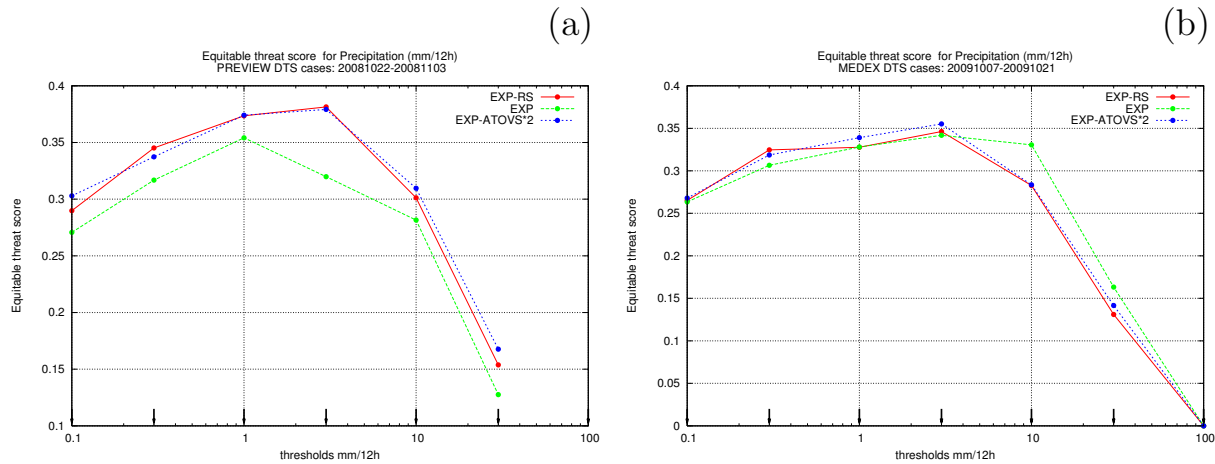 (a)
Equitable threat score for Precipitation (mm/12h)
PREVIEW DTS cases: 20081022-20081103
EXP-RS
EXP
EXP-ATOVS*2
Equitable threat score
0.4
0.35
0.3
0.25
0.2
0.15
0.1
0.1 1 10 100
thresholds mm/12h
(b)
Equitable threat score for Precipitation (mm/12h)
MEDEX DTS cases: 20091007-20091021
EXP-RS
EXP
EXP-ATOVS*2
Equitable threat score
0.4
0.35
0.3
0.25
0.2
0.15
0.1
0.05
0
0.1 1 10 100
thresholds mm/12h